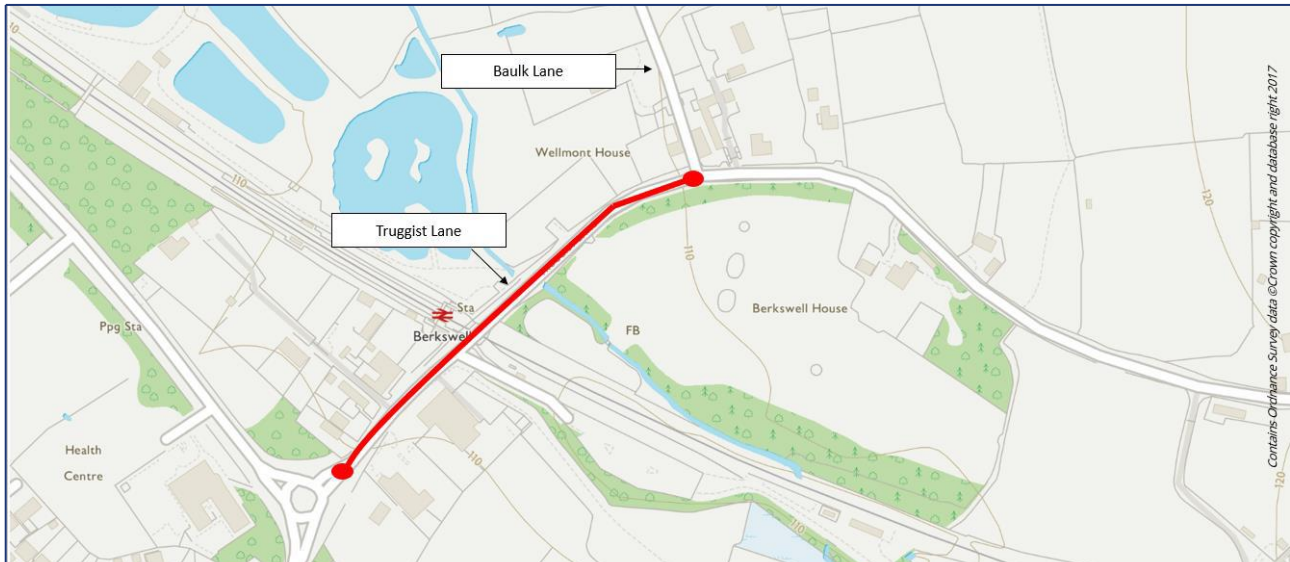 110
Baulk Lane
Wellmont House
120
Truggist Lane
110
110
Sta
Ppg Sta
Berkswell
FB
Berkswell House
110
Health
Centre
110
120
Contains Ordnance Survey data ©Crown copyright and database right 2017